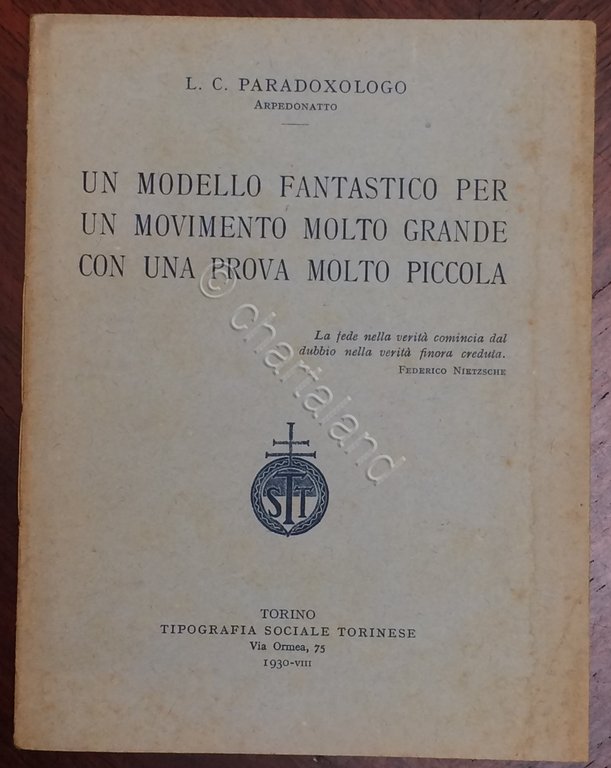 L. C. PARADOXOLOGO
ARPEDONATTO
UN MODELLO FANTASTICO PER
UN MOVIMENTO MOLTO GRANDE
CON UNA PROVA MOLTO PICCOLA
La fede nella verità comincia dal
dubbio nella verità finora creduta.
FEDERICO NIETZSCHE
© chartaland
STT
TORINO
TIPOGRAFIA SOCIALE TORINESE
Via Ormea, 75
1930-VIII